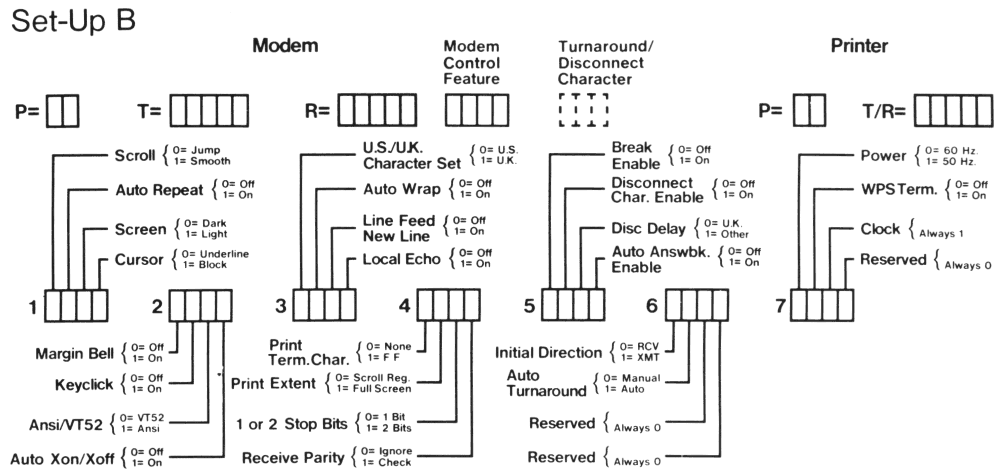 Set-Up B
Modem
Modem Control Feature
Turnaround/ Disconnect Character
Printer
P=
T=
R=
P=
T/R=
Scroll { 0= Jump 1= Smooth
Auto Repeat { 0= Off 1= On
Screen { 0= Dark 1= Light
Cursor { 0= Underline 1= Block
U.S./U.K. Character Set { 0= U.S. 1= U.K.
Auto Wrap { 0= Off 1= On
Line Feed New Line { 0= Off 1= On
Local Echo { 0= Off 1= On
Break Enable { 0= Off 1= On
Disconnect Char. Enable { 0= Off 1= On
Disc Delay { 0= U.K. 1= Other
Auto Answbk. Enable { 0= Off 1= On
Power { 0= 60 Hz. 1= 50 Hz.
WPS Term. { 0= Off 1= On
Clock { Always 1
Reserved { Always 0
1
2
3
4
5
6
7
Margin Bell { 0= Off 1= On
Keyclick { 0= Off 1= On
Ansi/VT52 { 0= VT52 1= Ansi
Auto Xon/Xoff { 0= Off 1= On
Print Term.Char. { 0= None 1= F F
Print Extent { 0= Scroll Reg. 1= Full Screen
1 or 2 Stop Bits { 0= 1 Bit 1= 2 Bits
Receive Parity { 0= Ignore 1= Check
Initial Direction { 0= RCV 1= XMT
Auto Turnaround { 0= Manual 1= Auto
Reserved { Always 0
Reserved { Always 0